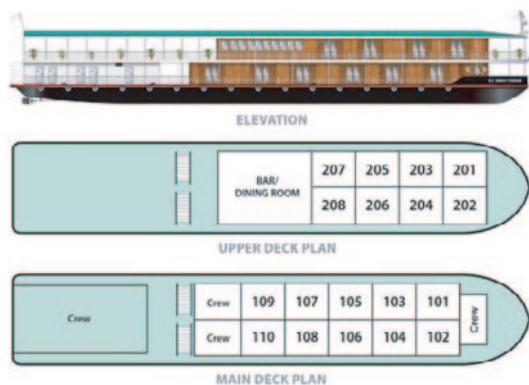 ELEVATION
BAR/
DINING ROOM
207 205 203 201
208 206 204 202
UPPER DECK PLAN
Crew
Crew 109 107 105 103 101
Crew 110 108 106 104 102
Crew
MAIN DECK PLAN